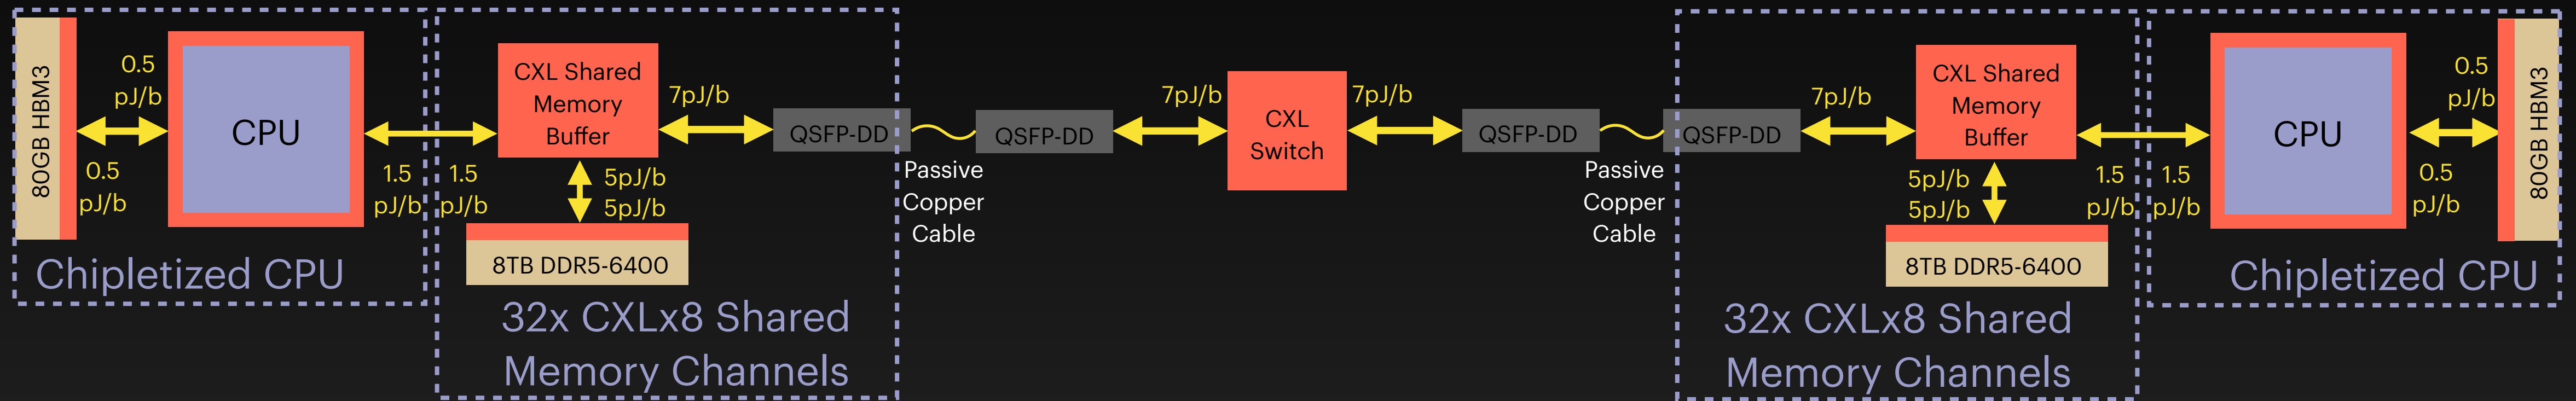 80GB HBM3
0.5
pJ/b
0.5
pJ/b
CPU
Chipletized CPU
1.5
pJ/b
1.5
pJ/b
CXL Shared
Memory
Buffer
5pJ/b
5pJ/b
8TB DDR5-6400
32x CXLx8 Shared
Memory Channels
7pJ/b
QSFP-DD
Passive
Copper
Cable
QSFP-DD
7pJ/b
CXL
Switch
7pJ/b
QSFP-DD
Passive
Copper
Cable
QSFP-DD
7pJ/b
CXL Shared
Memory
Buffer
5pJ/b
5pJ/b
8TB DDR5-6400
32x CXLx8 Shared
Memory Channels
1.5
pJ/b
1.5
pJ/b
CPU
0.5
pJ/b
0.5
pJ/b
80GB HBM3
Chipletized CPU